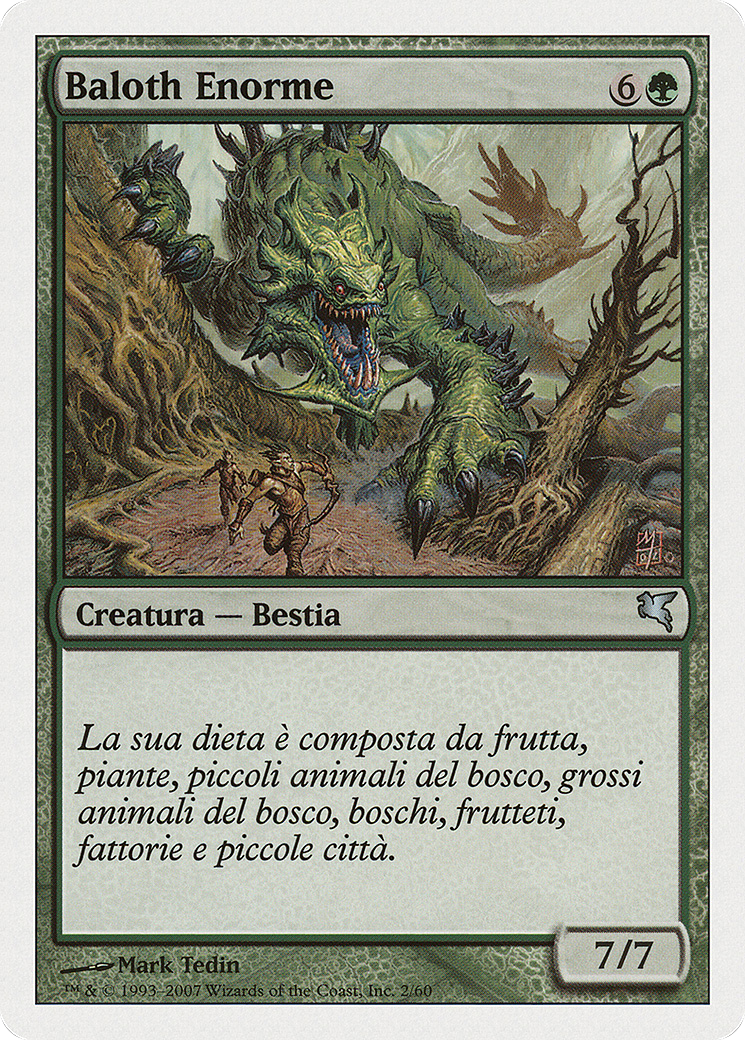 Baloth Enorme
6
Creatura — Bestia
La sua dieta è composta da frutta,
piante, piccoli animali del bosco, grossi
animali del bosco, boschi, frutteti,
fattorie e piccole città.
7/7
Mark Tedin
™ & © 1993–2007 Wizards of the Coast, Inc. 2/60